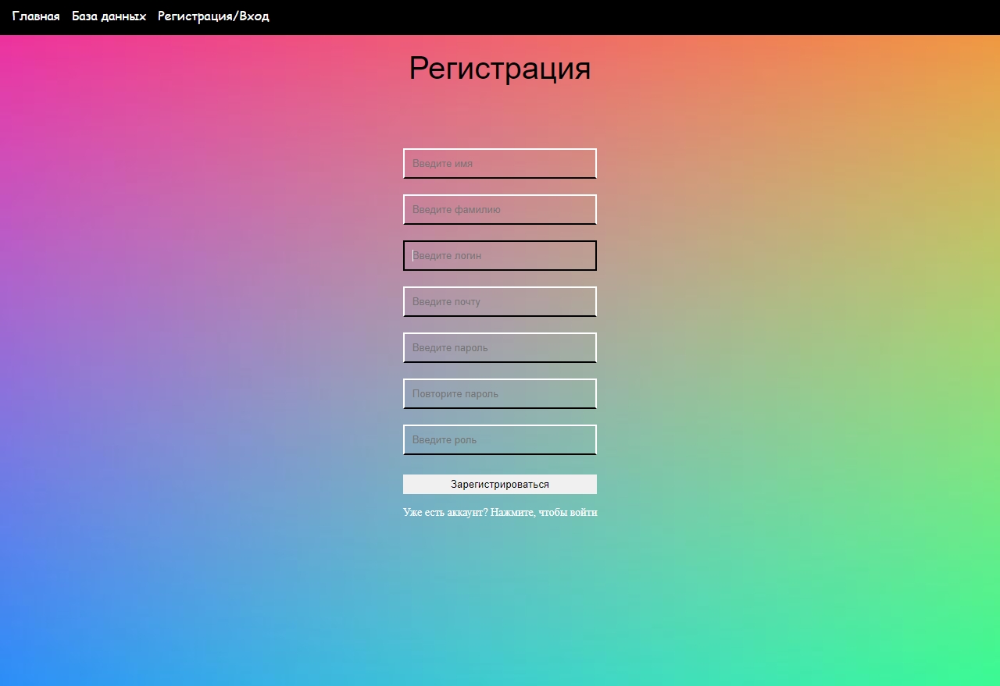 Главная База данных Регистрация/Вход
Регистрация
Введите имя
Введите фамилию
Введите логин
Введите почту
Введите пароль
Повторите пароль
Введите роль
Зарегистрироваться
Уже есть аккаунт? Нажмите, чтобы войти